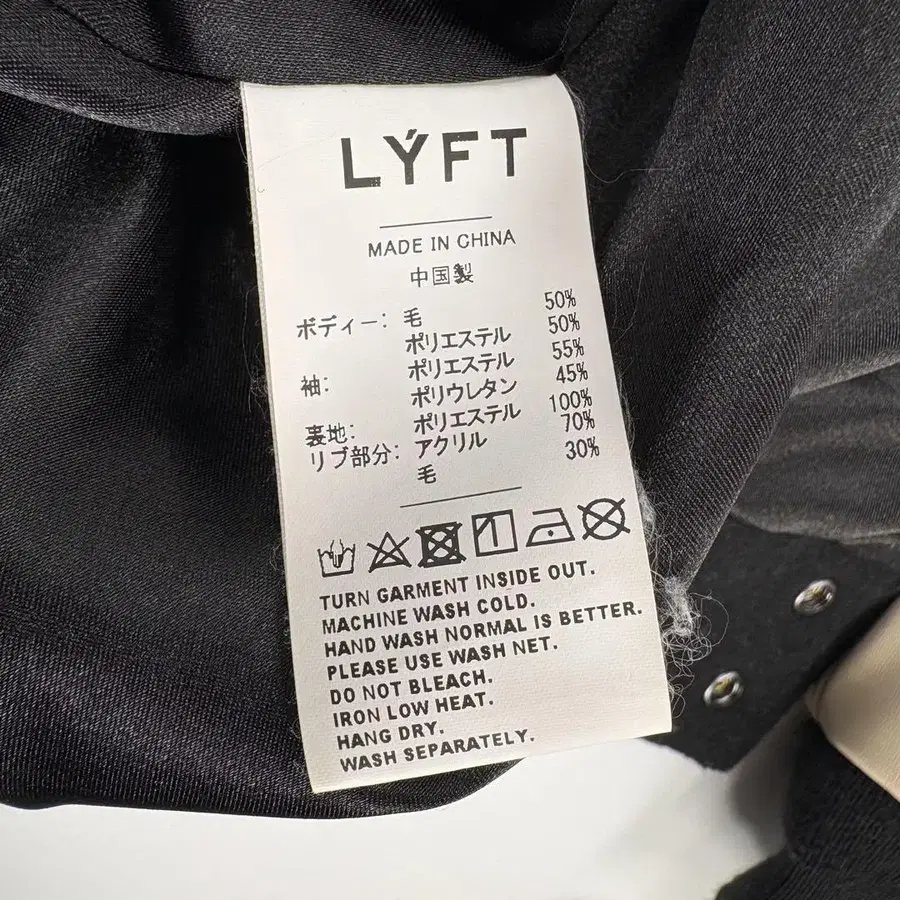 LÝFT
MADE IN CHINA
中国製
ボディー: 毛 50%
ポリエステル 50%
袖: ポリエステル 55%
ポリウレタン 45%
裏地: ポリエステル 100%
リブ部分: アクリル 70%
毛 30%
TURN GARMENT INSIDE OUT.
MACHINE WASH COLD.
HAND WASH NORMAL IS BETTER.
PLEASE USE WASH NET.
DO NOT BLEACH.
IRON LOW HEAT.
HANG DRY.
WASH SEPARATELY.